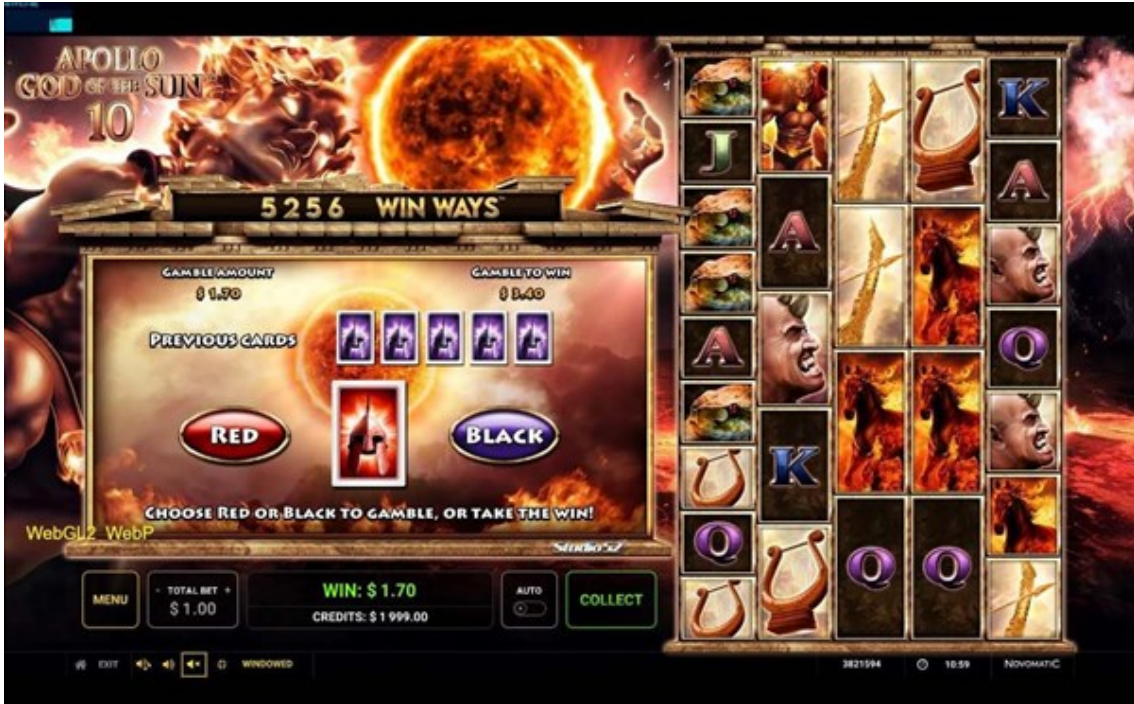 APOLLO
GOD OF THE SUN
10
5256 WIN WAYS™
GAMBLE AMOUNT
$ 1.70
GAMBLE TO WIN
$ 3.40
PREVIOUS CARDS
RED
BLACK
CHOOSE RED OR BLACK TO GAMBLE, OR TAKE THE WIN!
WebGL2 WebP
Studio52
MENU
- TOTAL BET +
$ 1.00
WIN: $ 1.70
CREDITS: $ 1 999.00
AUTO
COLLECT
EXIT
WINDOWED
3821594
10:59
NOVOMATIC
J
A
Q
A
K
K
A
Q
Q
Q